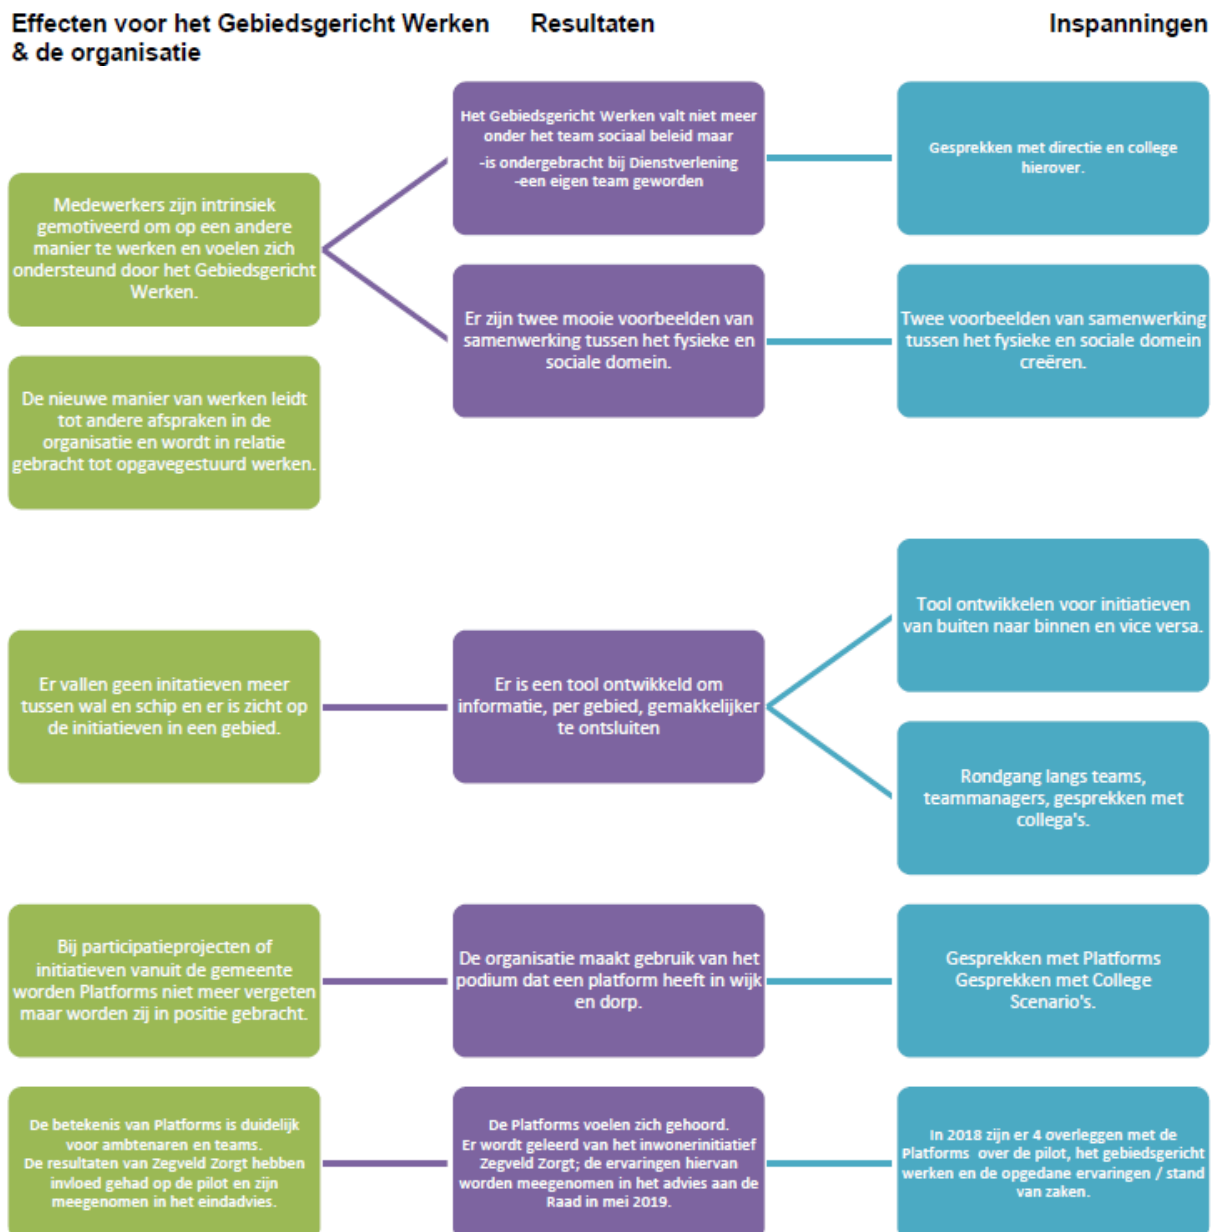 Effecten voor het Gebiedsgericht Werken
& de organisatie
Resultaten
Inspanningen
Medewerkers zijn intrinsiek
gemotiveerd om op een andere
manier te werken en voelen zich
ondersteund door het Gebiedsgericht
Werken.
Het Gebiedsgericht Werken valt niet meer
onder het team sociaal beleid maar
-is ondergebracht bij Dienstverlening
-een eigen team geworden
Gesprekken met directie en college
hierover.
Er zijn twee mooie voorbeelden van
samenwerking tussen het fysieke en
sociale domein.
Twee voorbeelden van samenwerking
tussen het fysieke en sociale domein
creëren.
De nieuwe manier van werken leidt
tot andere afspraken in de
organisatie en wordt in relatie
gebracht tot opgavegestuurd werken.
Er vallen geen initatieven meer
tussen wal en schip en er is zicht op
de initiatieven in een gebied.
Er is een tool ontwikkeld om
informatie, per gebied, gemakkelijker
te ontsluiten
Tool ontwikkelen voor initiatieven
van buiten naar binnen en vice versa.
Rondgang langs teams,
teammanagers, gesprekken met
collega's.
Bij participatieprojecten of
initiatieven vanuit de gemeente
worden Platforms niet meer vergeten
maar worden zij in positie gebracht.
De organisatie maakt gebruik van het
podium dat een platform heeft in wijk
en dorp.
Gesprekken met Platforms
Gesprekken met College
Scenario's.
De betekenis van Platforms is duidelijk
voor ambtenaren en teams.
De resultaten van Zegveld Zorgt hebben
invloed gehad op de pilot en zijn
meegenomen in het eindadvies.
De Platforms voelen zich gehoord.
Er wordt geleerd van het inwonerinitiatief
Zegveld Zorgt; de ervaringen hiervan
worden meegenomen in het advies aan de
Raad in mei 2019.
In 2018 zijn er 4 overleggen met de
Platforms over de pilot, het gebiedsgericht
werken en de opgedane ervaringen / stand
van zaken.